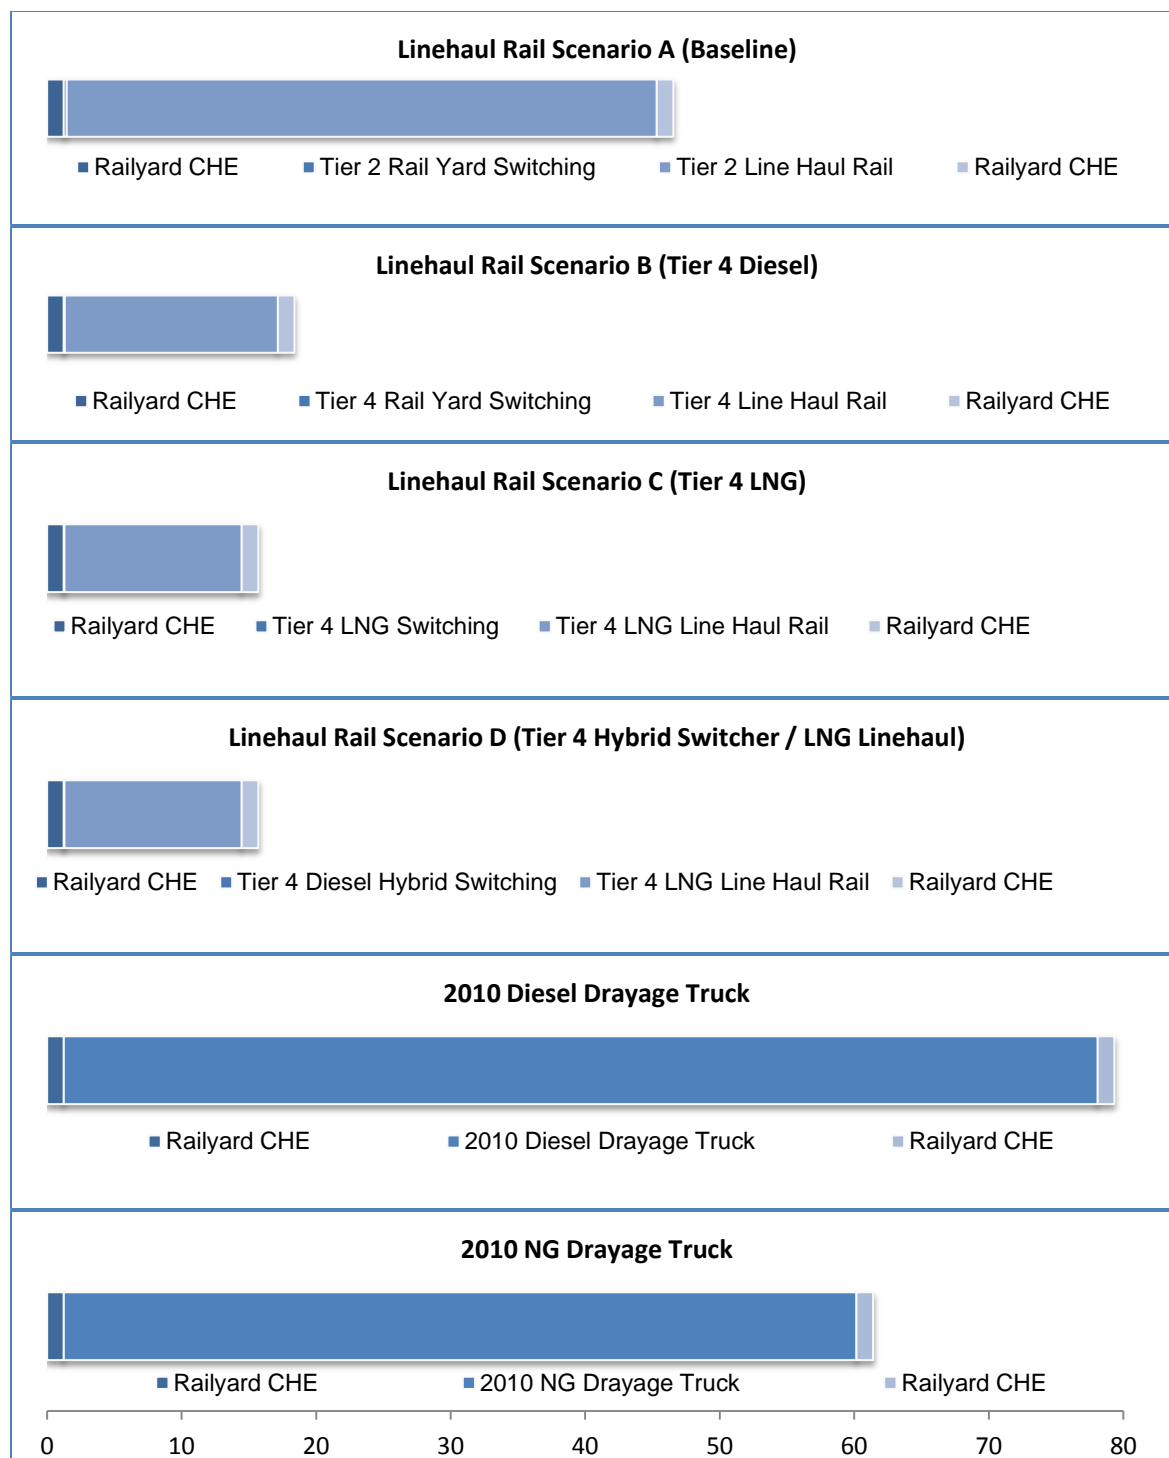 Linehaul Rail Scenario A (Baseline)
Railyard CHE Tier 2 Rail Yard Switching Tier 2 Line Haul Rail Railyard CHE
Linehaul Rail Scenario B (Tier 4 Diesel)
Railyard CHE Tier 4 Rail Yard Switching Tier 4 Line Haul Rail Railyard CHE
Linehaul Rail Scenario C (Tier 4 LNG)
Railyard CHE Tier 4 LNG Switching Tier 4 LNG Line Haul Rail Railyard CHE
Linehaul Rail Scenario D (Tier 4 Hybrid Switcher / LNG Linehaul)
Railyard CHE Tier 4 Diesel Hybrid Switching Tier 4 LNG Line Haul Rail Railyard CHE
2010 Diesel Drayage Truck
Railyard CHE 2010 Diesel Drayage Truck Railyard CHE
2010 NG Drayage Truck
Railyard CHE 2010 NG Drayage Truck Railyard CHE
0 10 20 30 40 50 60 70 80